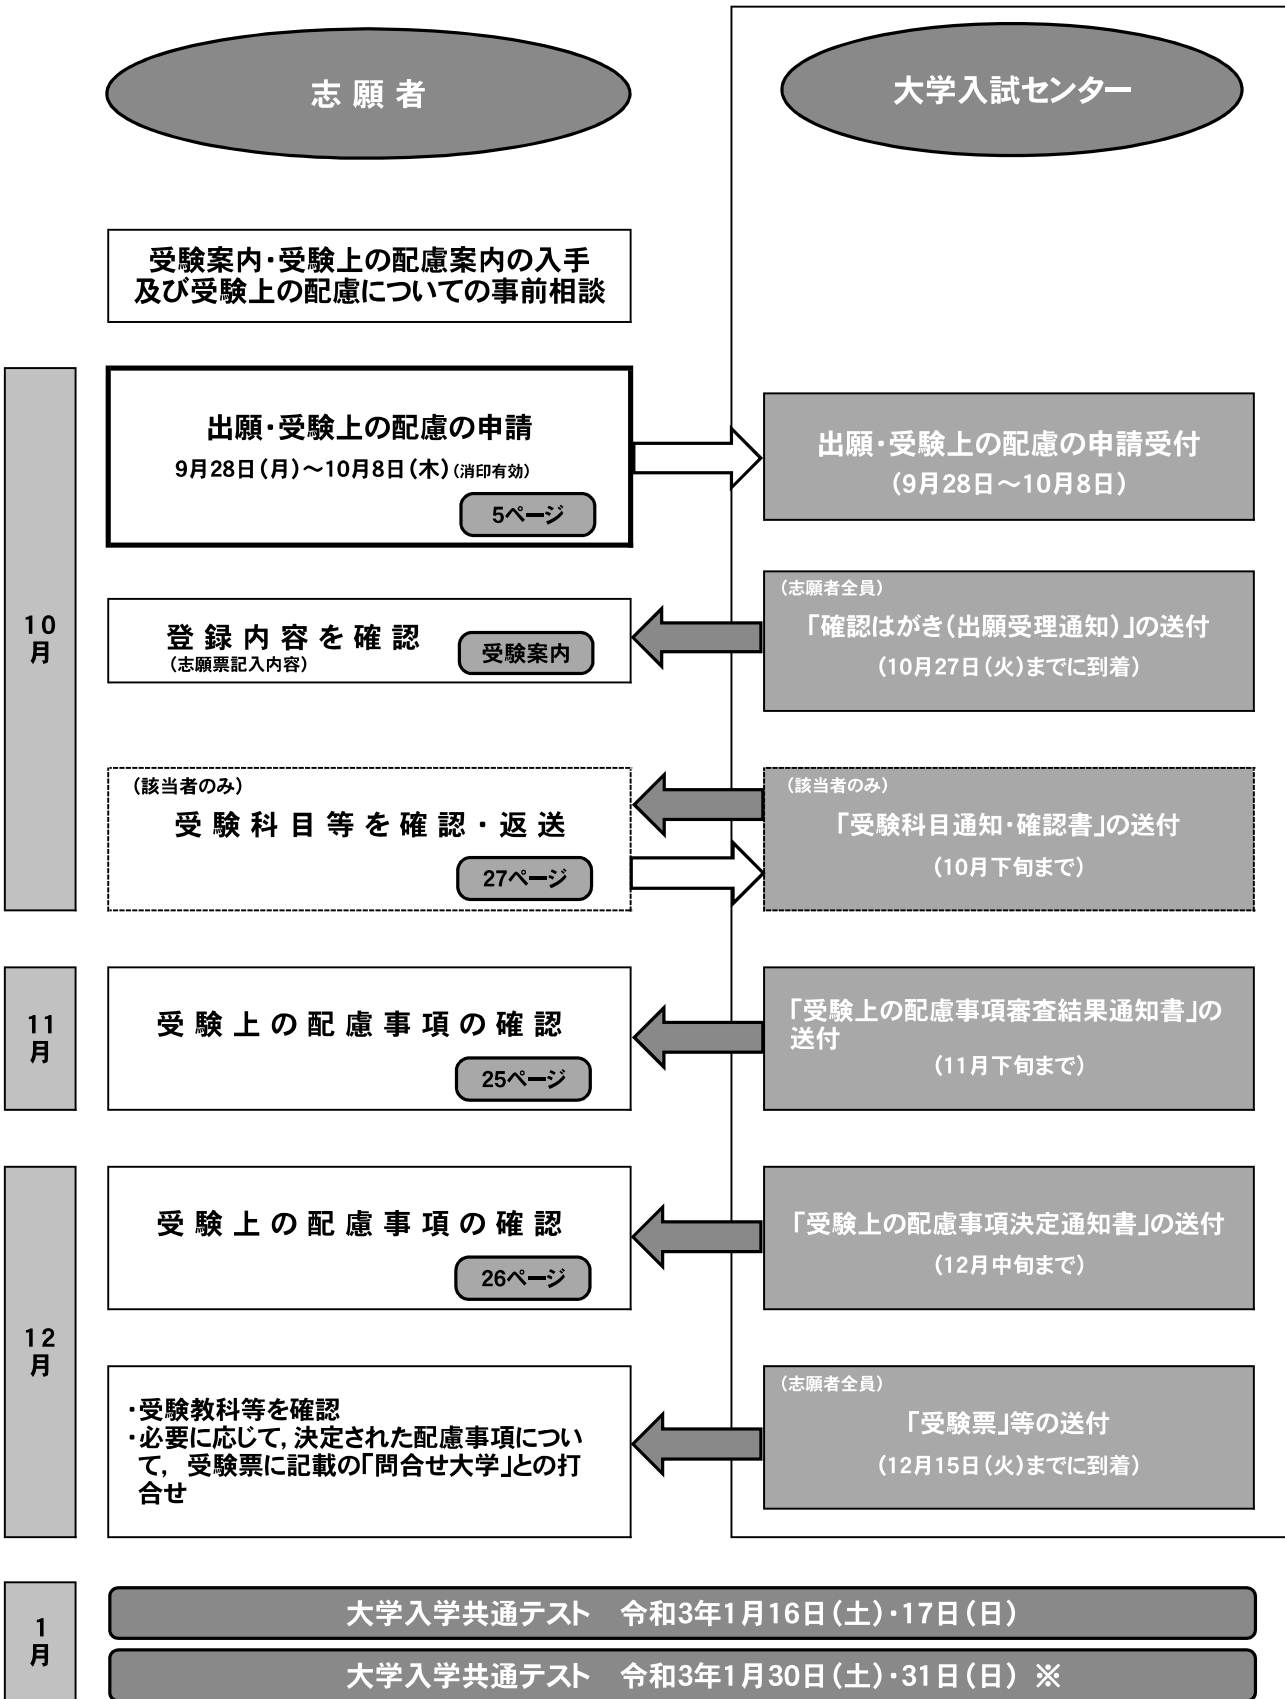 志願者
大学入試センター
受験案内・受験上の配慮案内の入手
及び受験上の配慮についての事前相談
10
月
出願・受験上の配慮の申請
9月28日(月)～10月8日(木)(消印有効)
5ページ
出願・受験上の配慮の申請受付
(9月28日～10月8日)
登録内容を確認
(志願票記入内容)
受験案内
(志願者全員)
「確認はがき(出願受理通知)」の送付
(10月27日(火)までに到着)
(該当者のみ)
受験科目等を確認・返送
27ページ
(該当者のみ)
「受験科目通知・確認書」の送付
(10月下旬まで)
11
月
受験上の配慮事項の確認
25ページ
「受験上の配慮事項審査結果通知書」の
送付
(11月下旬まで)
12
月
受験上の配慮事項の確認
26ページ
「受験上の配慮事項決定通知書」の送付
(12月中旬まで)
・受験教科等を確認
・必要に応じて,決定された配慮事項につい
て, 受験票に記載の「問合せ大学」との打
合せ
(志願者全員)
「受験票」等の送付
(12月15日(火)までに到着)
1
月
大学入学共通テスト 令和3年1月16日(土)・17日(日)
大学入学共通テスト 令和3年1月30日(土)・31日(日) ※